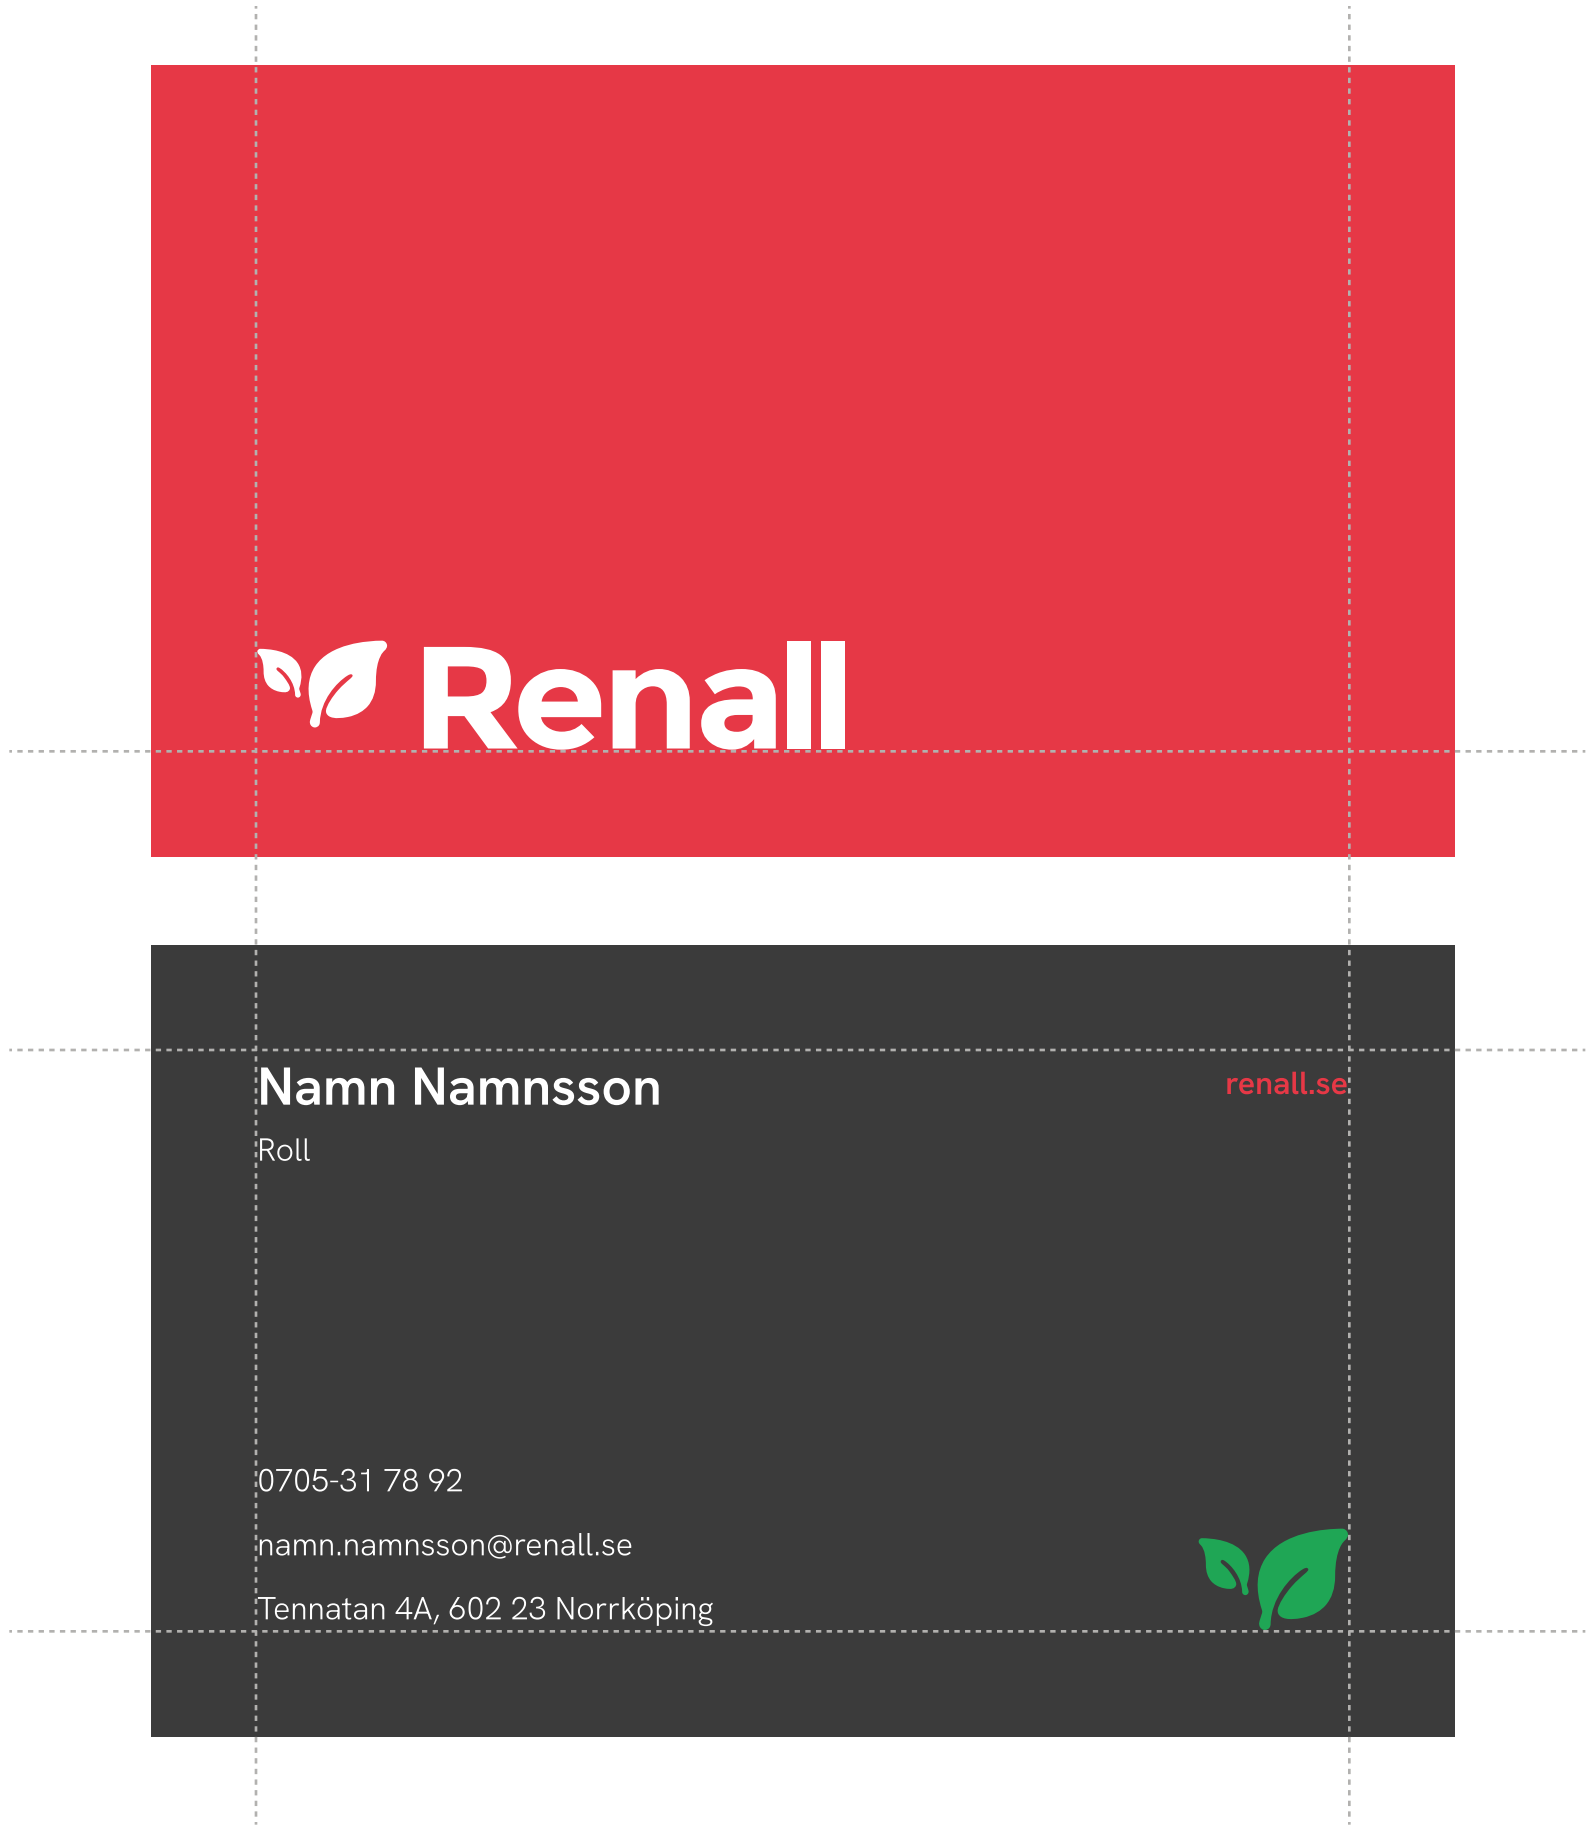 Renall
Namn Namnsson
renall.se
Roll
0705-31 78 92
namn.namnsson@renall.se
Tennatan 4A, 602 23 Norrköping